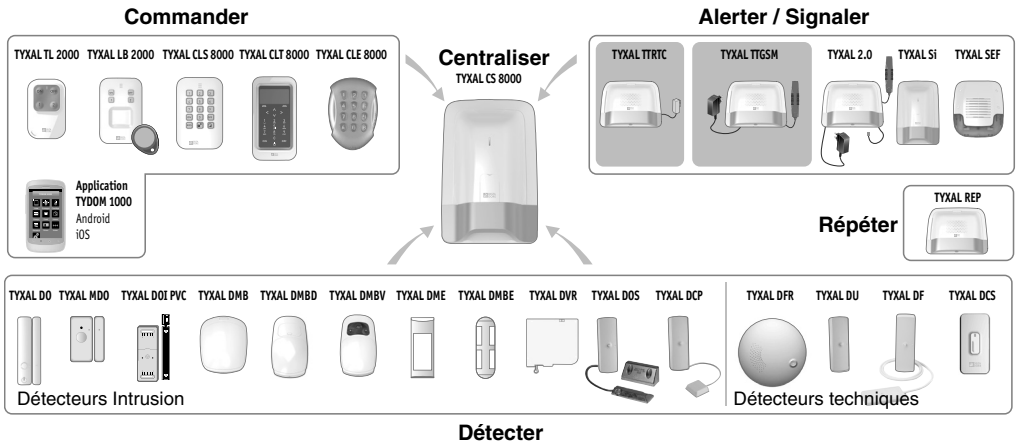 Commander
TYXAL TL 2000
TYXAL LB 2000
TYXAL CLS 8000
TYXAL CLT 8000
TYXAL CLE 8000
Application
TYDOM 1000
Android
iOS
Centraliser
TYXAL CS 8000
Alerter / Signaler
TYXAL TTRTC
TYXAL TTGSM
TYXAL 2.0
TYXAL Si
TYXAL SEF
Répéter
TYXAL REP
TYXAL DO
TYXAL MDO
TYXAL DOI PVC
TYXAL DMB
TYXAL DMBD
TYXAL DMBV
TYXAL DME
TYXAL DMBE
TYXAL DVR
TYXAL DOS
TYXAL DCP
Détecteurs Intrusion
TYXAL DFR
TYXAL DU
TYXAL DF
TYXAL DCS
Détecteurs techniques
Détecter